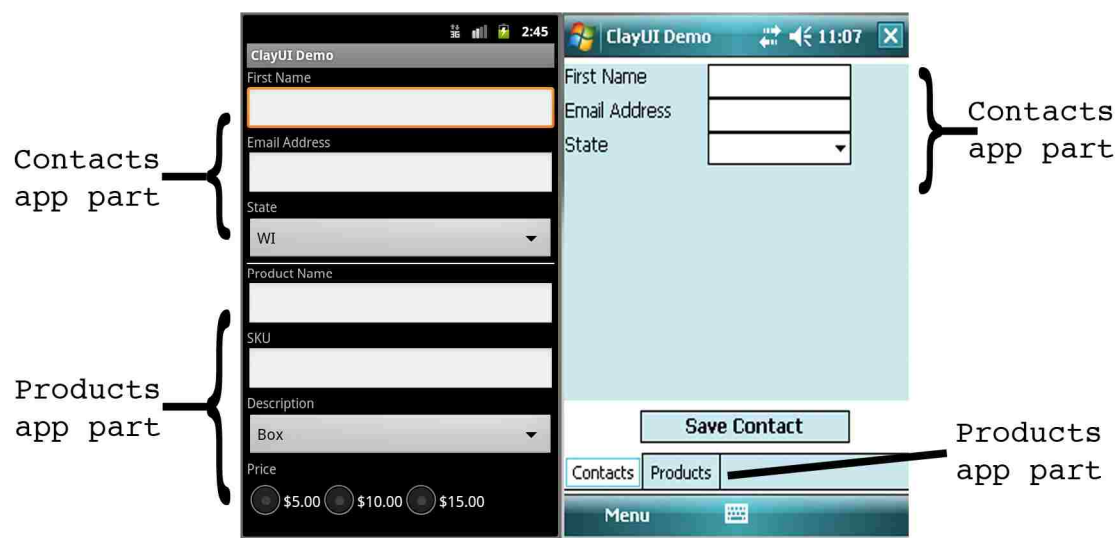 Contacts
app part
Products
app part
3G 2:45
ClayUI Demo
First Name
Email Address
State
WI
Product Name
SKU
Description
Box
Price
$5.00 $10.00 $15.00
ClayUI Demo 11:07
First Name
Email Address
State
Save Contact
Contacts Products
Menu
Contacts
app part
Products
app part